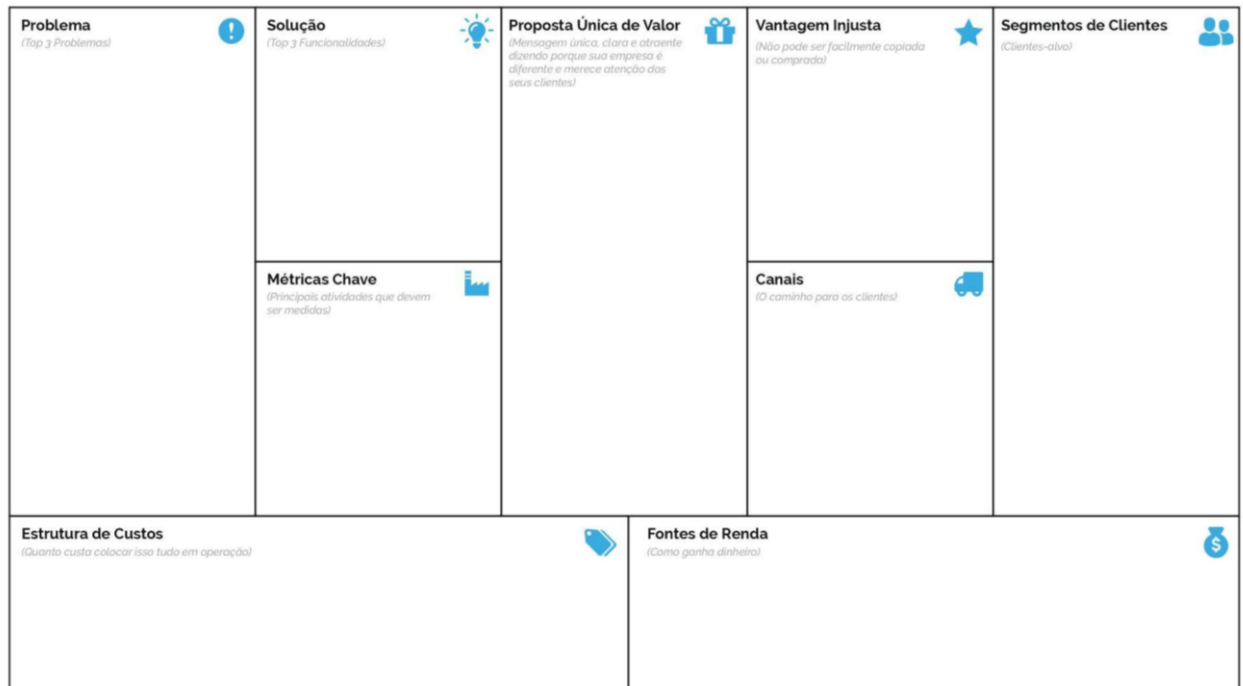 Problema
(Top 3 Problemas)
Solução
(Top 3 Funcionalidades)
Proposta Única de Valor
(Mensagem única, clara e atraente
dizendo porque sua empresa é
diferente e merece atenção dos
seus clientes)
Vantagem Injusta
(Não pode ser facilmente copiada
ou comprada)
Segmentos de Clientes
(Clientes-alvo)
Métricas Chave
(Principais atividades que devem
ser medidas)
Canais
(O caminho para os clientes)
Estrutura de Custos
(Quanto custa colocar isso tudo em operação)
Fontes de Renda
(Como ganha dinheiro)
$